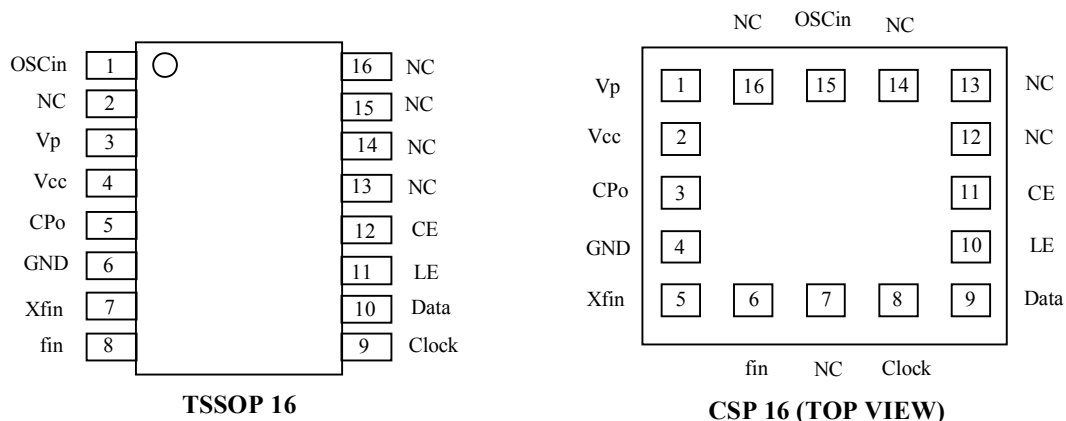 OSCin 1 16 NC
NC 2 15 NC
Vp 3 14 NC
Vcc 4 13 NC
CPo 5 12 CE
GND 6 11 LE
Xfin 7 10 Data
fin 8 9 Clock
TSSOP 16
NC OSCin NC
Vp 1 16 15 14 13 NC
Vcc 2 12 NC
CPo 3 11 CE
GND 4 10 LE
Xfin 5 6 7 8 9 Data
fin NC Clock
CSP 16 (TOP VIEW)